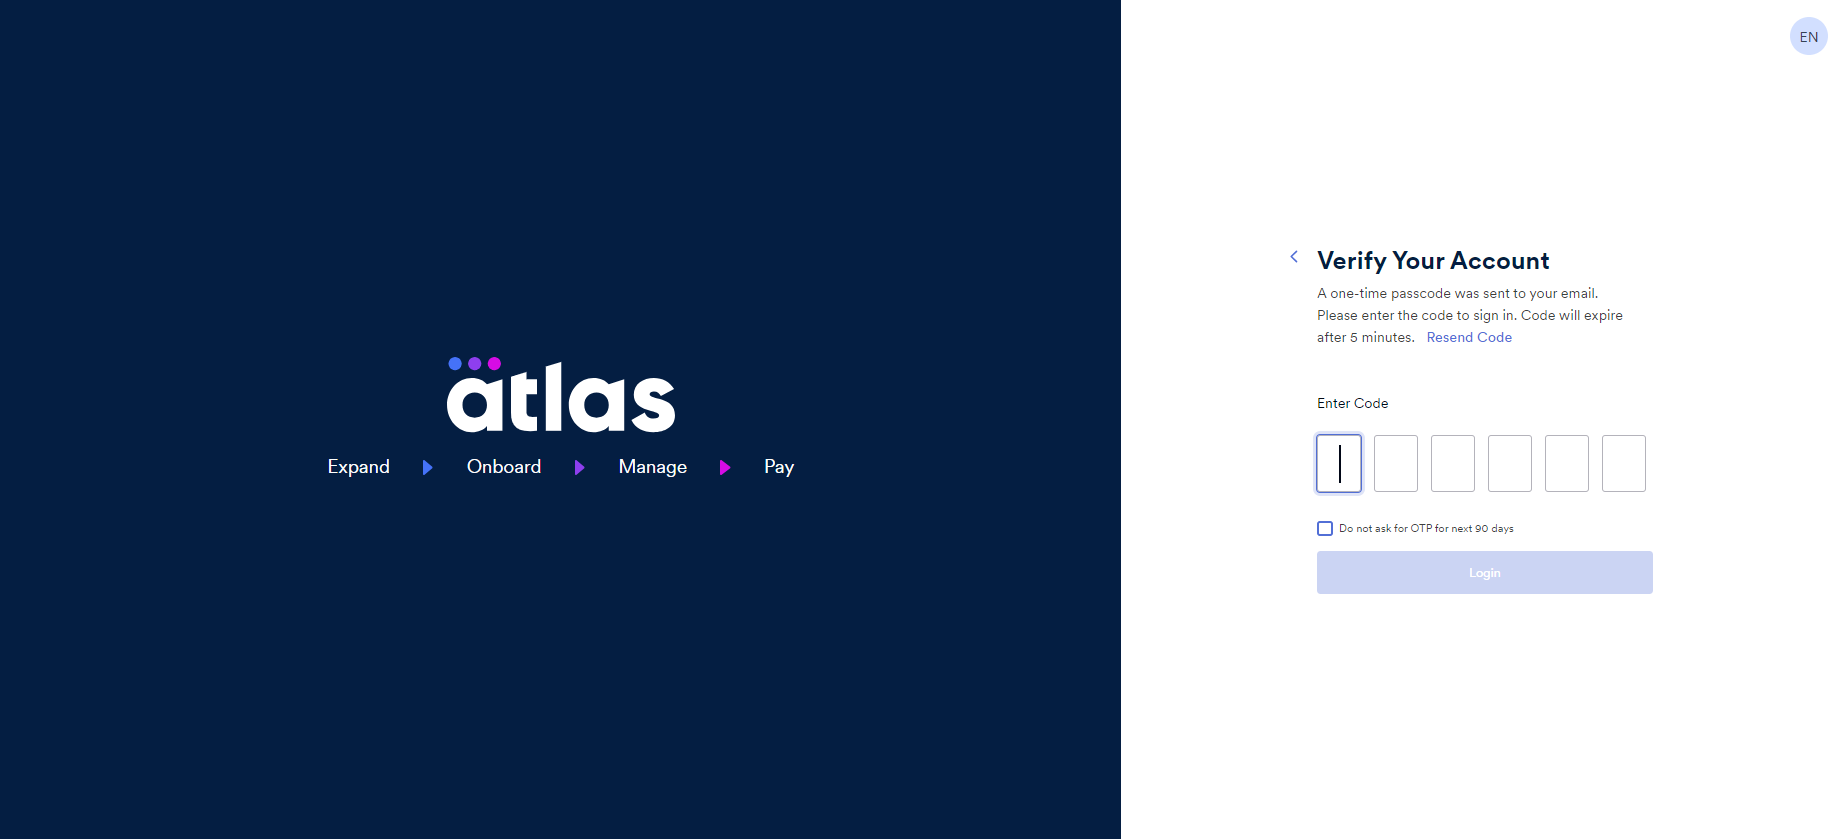 atlas
Expand Onboard Manage Pay
EN
Verify Your Account
A one-time passcode was sent to your email.
Please enter the code to sign in. Code will expire
after 5 minutes. Resend Code
Enter Code
Do not ask for OTP for next 90 days
Login